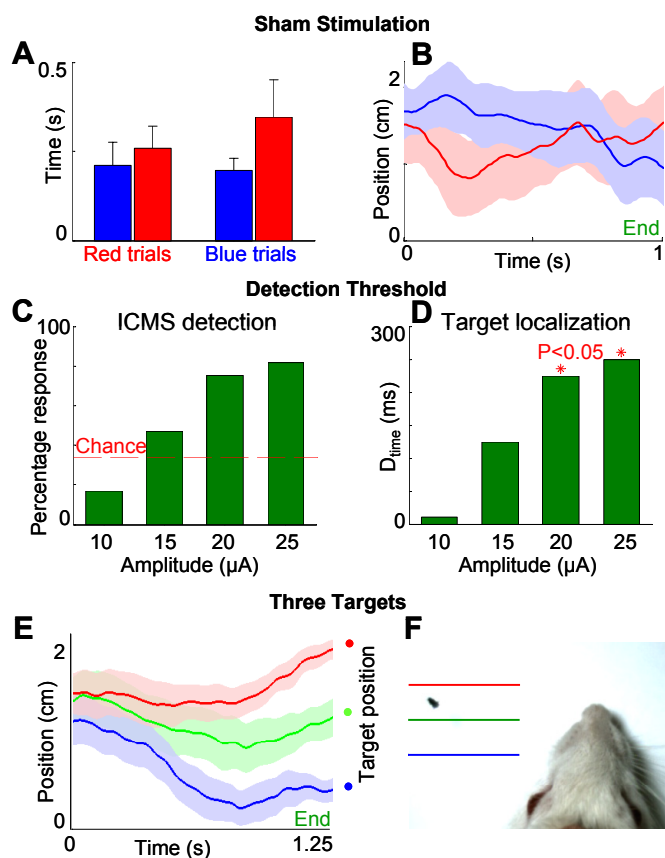 Sham Stimulation
A
0.5
Time (s)
0
Red trials
Blue trials
B
2
1
0
Position (cm)
End
0
Time (s)
1
Detection Threshold
C
ICMS detection
100
Percentage response
Chance
0
10
15
20
25
Amplitude (µA)
D
Target localization
300
P<0.05
* *
Dtime (ms)
0
10
15
20
25
Amplitude (µA)
Three Targets
E
2
Position (cm)
0
End
0
Time (s)
1.25
Target position
F